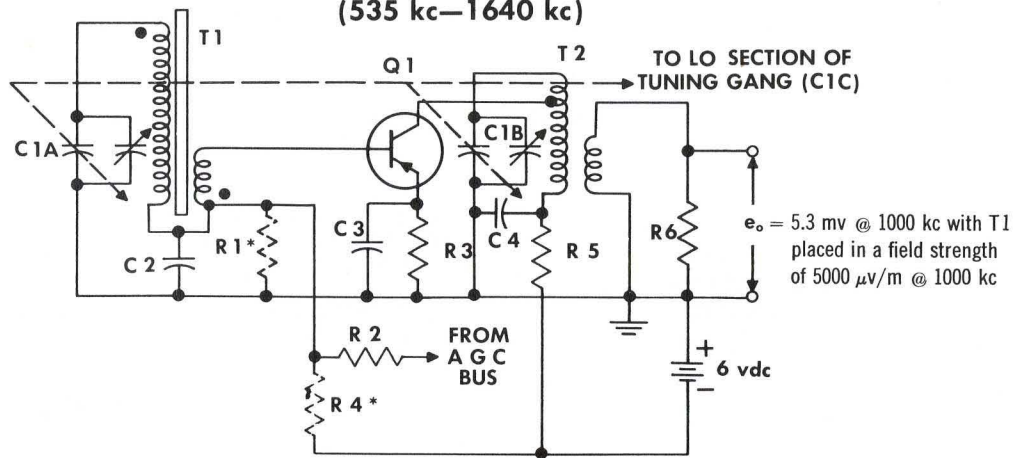 (535 kc—1640 kc)
T1
T2
Q1
TO LO SECTION OF
TUNING GANG (C1C)
C1A
C1B
R1*
C2
C3
R3
C4
R5
R6
eₒ = 5.3 mv @ 1000 kc with T1
placed in a field strength
of 5000 μv/m @ 1000 kc
R2
FROM
AGC
BUS
R4*
+
6 vdc
−